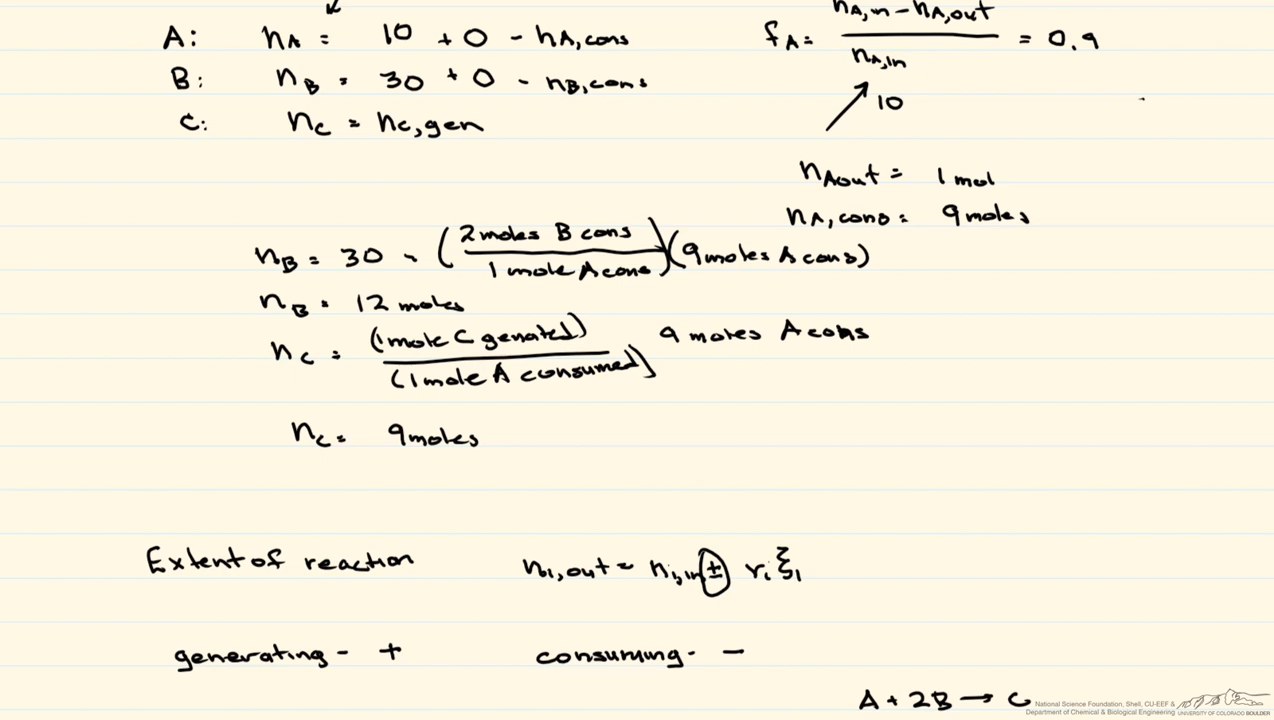 A: nA = 10 + 0 - nA,cons
B: nB = 30 + 0 - nB,cons
C: nC = nC,gen
fA = (nA,in - nA,out) / nA,in = 0.9
10
nAout = 1 mol
nA,cons = 9 moles
nB = 30 - (2 moles B cons / 1 mole A cons)(9 moles A cons)
nB = 12 moles
nC = (1 mole C genated) / (1 mole A consumed) 9 moles A cons
nC = 9 moles
Extent of reaction n1,out = n1,in ± ri ξ1
generating - + consuming - -
A + 2B → C
National Science Foundation, Shell, CU-EEF &
Department of Chemical & Biological Engineering UNIVERSITY OF COLORADO BOULDER